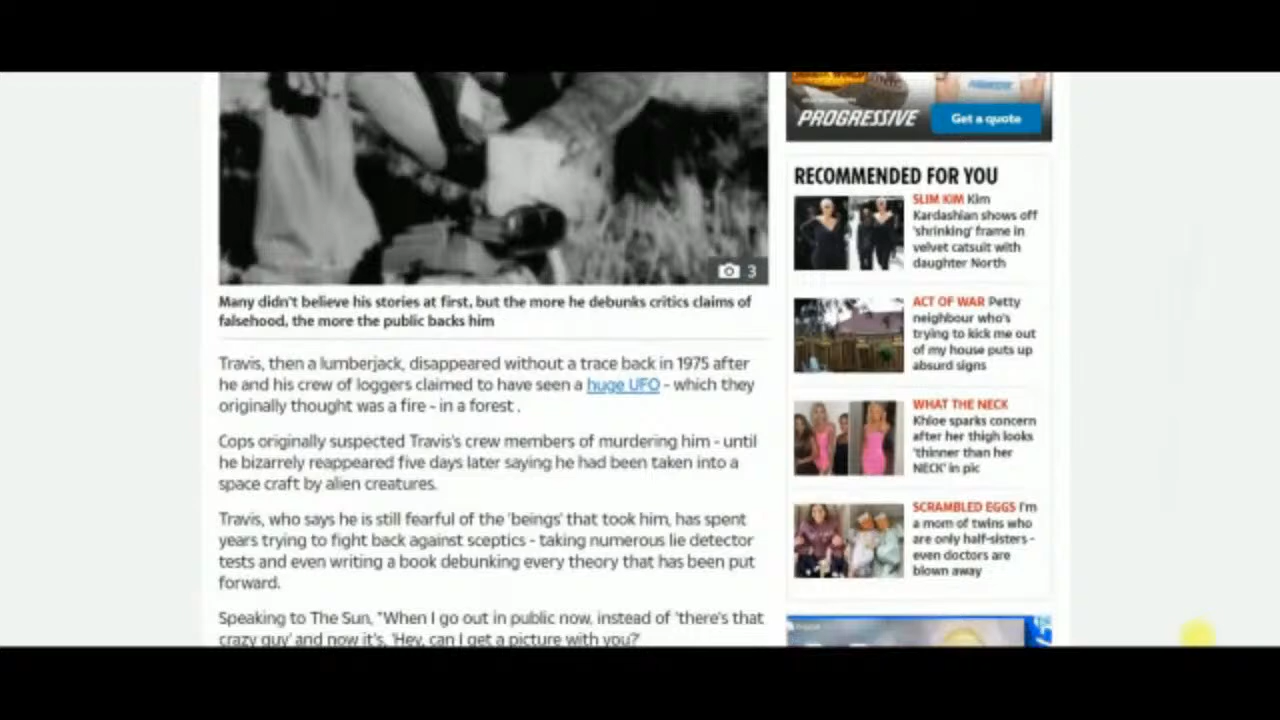 PROGRESSIVE
Get a quote
3
Many didn't believe his stories at first, but the more he debunks critics claims of
falsehood, the more the public backs him
Travis, then a lumberjack, disappeared without a trace back in 1975 after
he and his crew of loggers claimed to have seen a huge UFO - which they
originally thought was a fire - in a forest .
Cops originally suspected Travis's crew members of murdering him - until
he bizarrely reappeared five days later saying he had been taken into a
space craft by alien creatures.
Travis, who says he is still fearful of the 'beings' that took him, has spent
years trying to fight back against sceptics - taking numerous lie detector
tests and even writing a book debunking every theory that has been put
forward.
Speaking to The Sun, "When I go out in public now, instead of 'there's that
crazy guy' and now it's, 'Hey, can I get a picture with you?'
RECOMMENDED FOR YOU
SLIM KIM Kim
Kardashian shows off
'shrinking' frame in
velvet catsuit with
daughter North
ACT OF WAR Petty
neighbour who's
trying to kick me out
of my house puts up
absurd signs
WHAT THE NECK
Khloe sparks concern
after her thigh looks
'thinner than her
NECK' in pic
SCRAMBLED EGGS I'm
a mom of twins who
are only half-sisters -
even doctors are
blown away